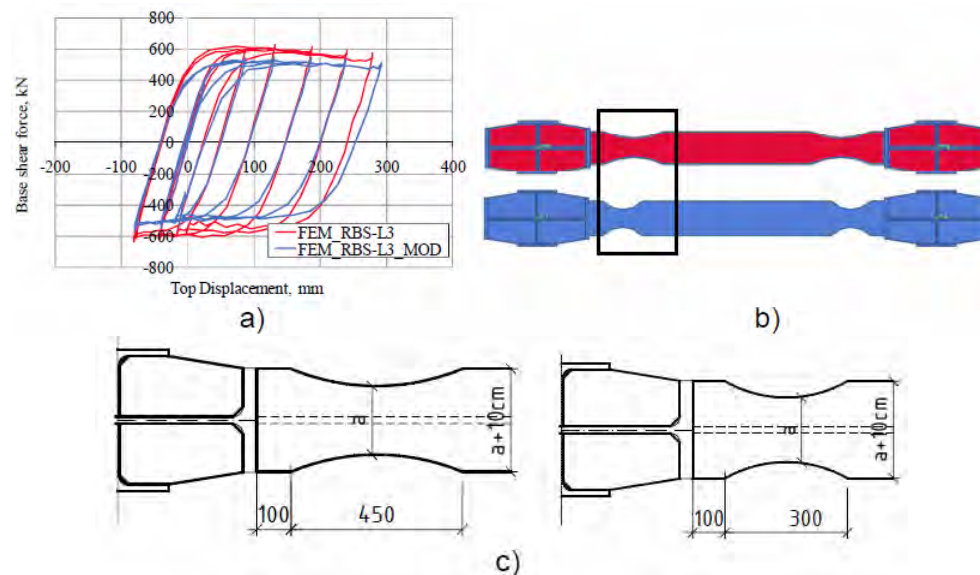 800
600
400
200
0
-200
-400
-600
-800
-200 -100 0 100 200 300 400
Base shear force, kN
Top Displacement, mm
FEM_RBS-L3
FEM_RBS-L3_MOD
a)
b)
a
a+10cm
100 450
a
a+10cm
100 300
c)